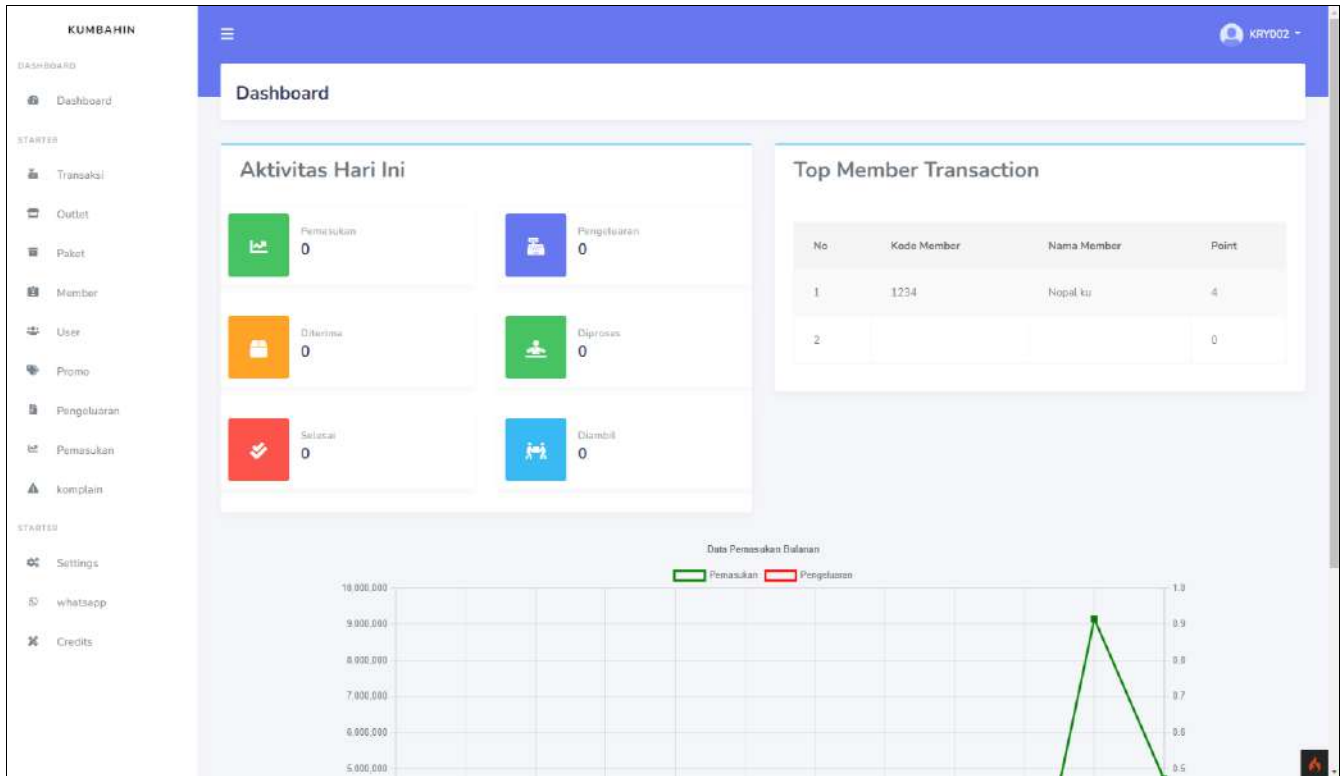 KUMBAHIN
KRY002
DASHBOARD
Dashboard
STARTER
Transaksi
Outlet
Paket
Member
User
Promo
Pengeluaran
Pemasukan
komplain
STARTER
Settings
whatsapp
Credits
Dashboard
Aktivitas Hari Ini
Pemasukan
0
Pengeluaran
0
Diterima
0
Diproses
0
Selesai
0
Diambil
0
Top Member Transaction
No Kode Member Nama Member Point
1 1234 Nopal ku 4
2 0
Data Pemasukan Bulanan
Pemasukan Pengeluaran
10,000,000 1.0
9,000,000 0.9
8,000,000 0.8
7,000,000 0.7
6,000,000 0.6
5,000,000 0.5